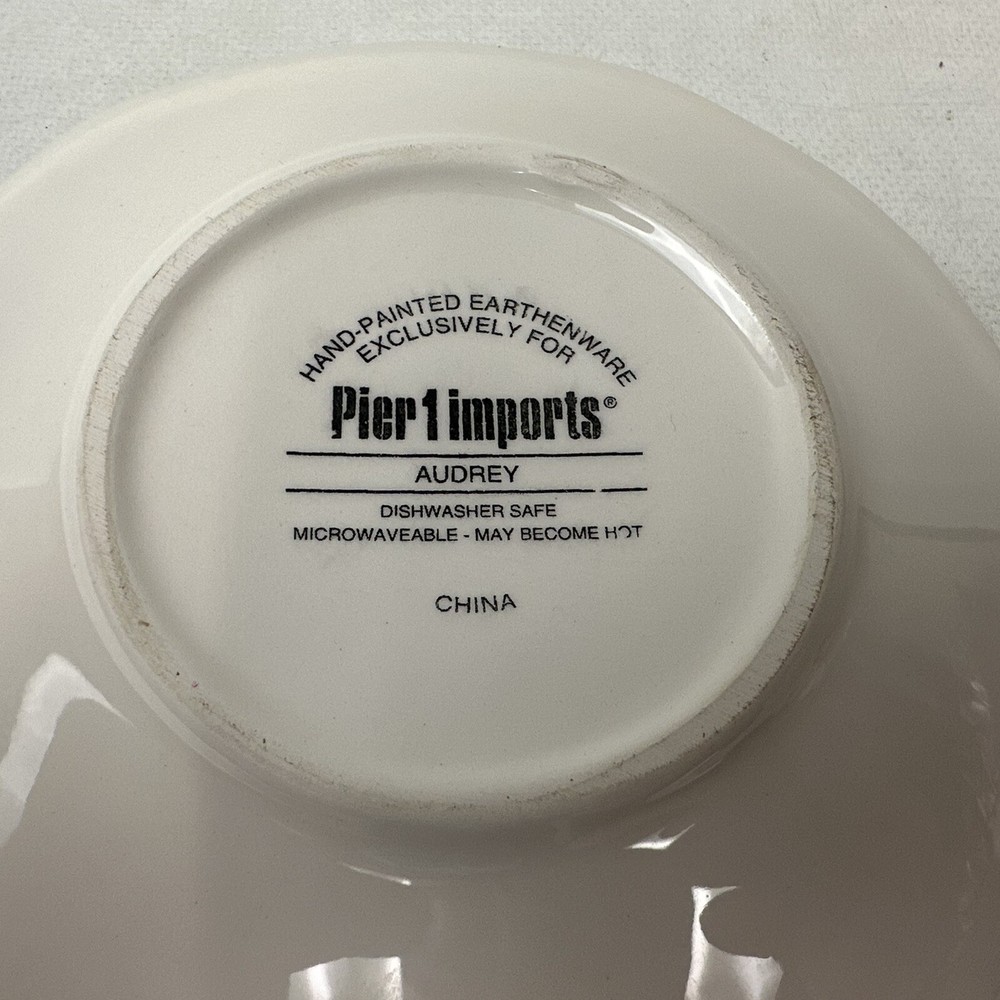 HAND-PAINTED EARTHENWARE
EXCLUSIVELY FOR
Pier 1 imports®
AUDREY
DISHWASHER SAFE
MICROWAVEABLE - MAY BECOME HOT
CHINA